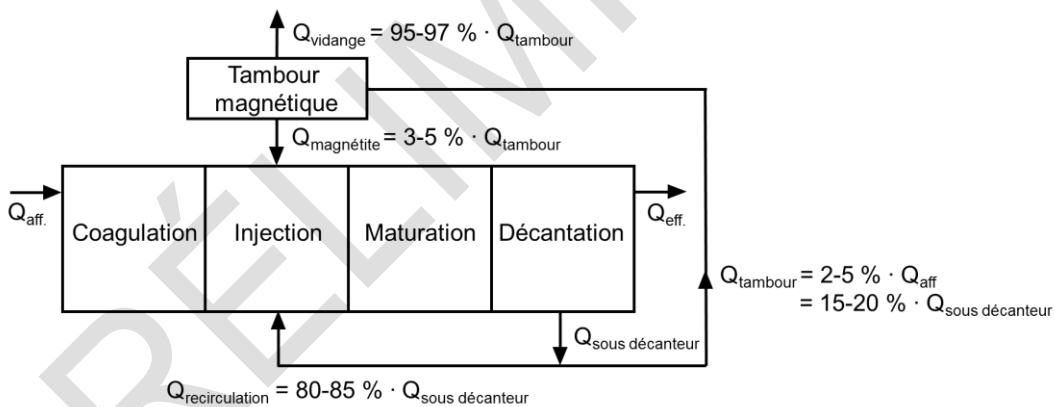 Q_vidange = 95-97 % · Q_tambour
Tambour
magnétique
Q_magnétite = 3-5 % · Q_tambour
Q_aff.
Coagulation
Injection
Maturation
Décantation
Q_eff.
Q_tambour = 2-5 % · Q_aff
= 15-20 % · Q_sous décanteur
Q_sous décanteur
Q_recirculation = 80-85 % · Q_sous décanteur
RÉLIM